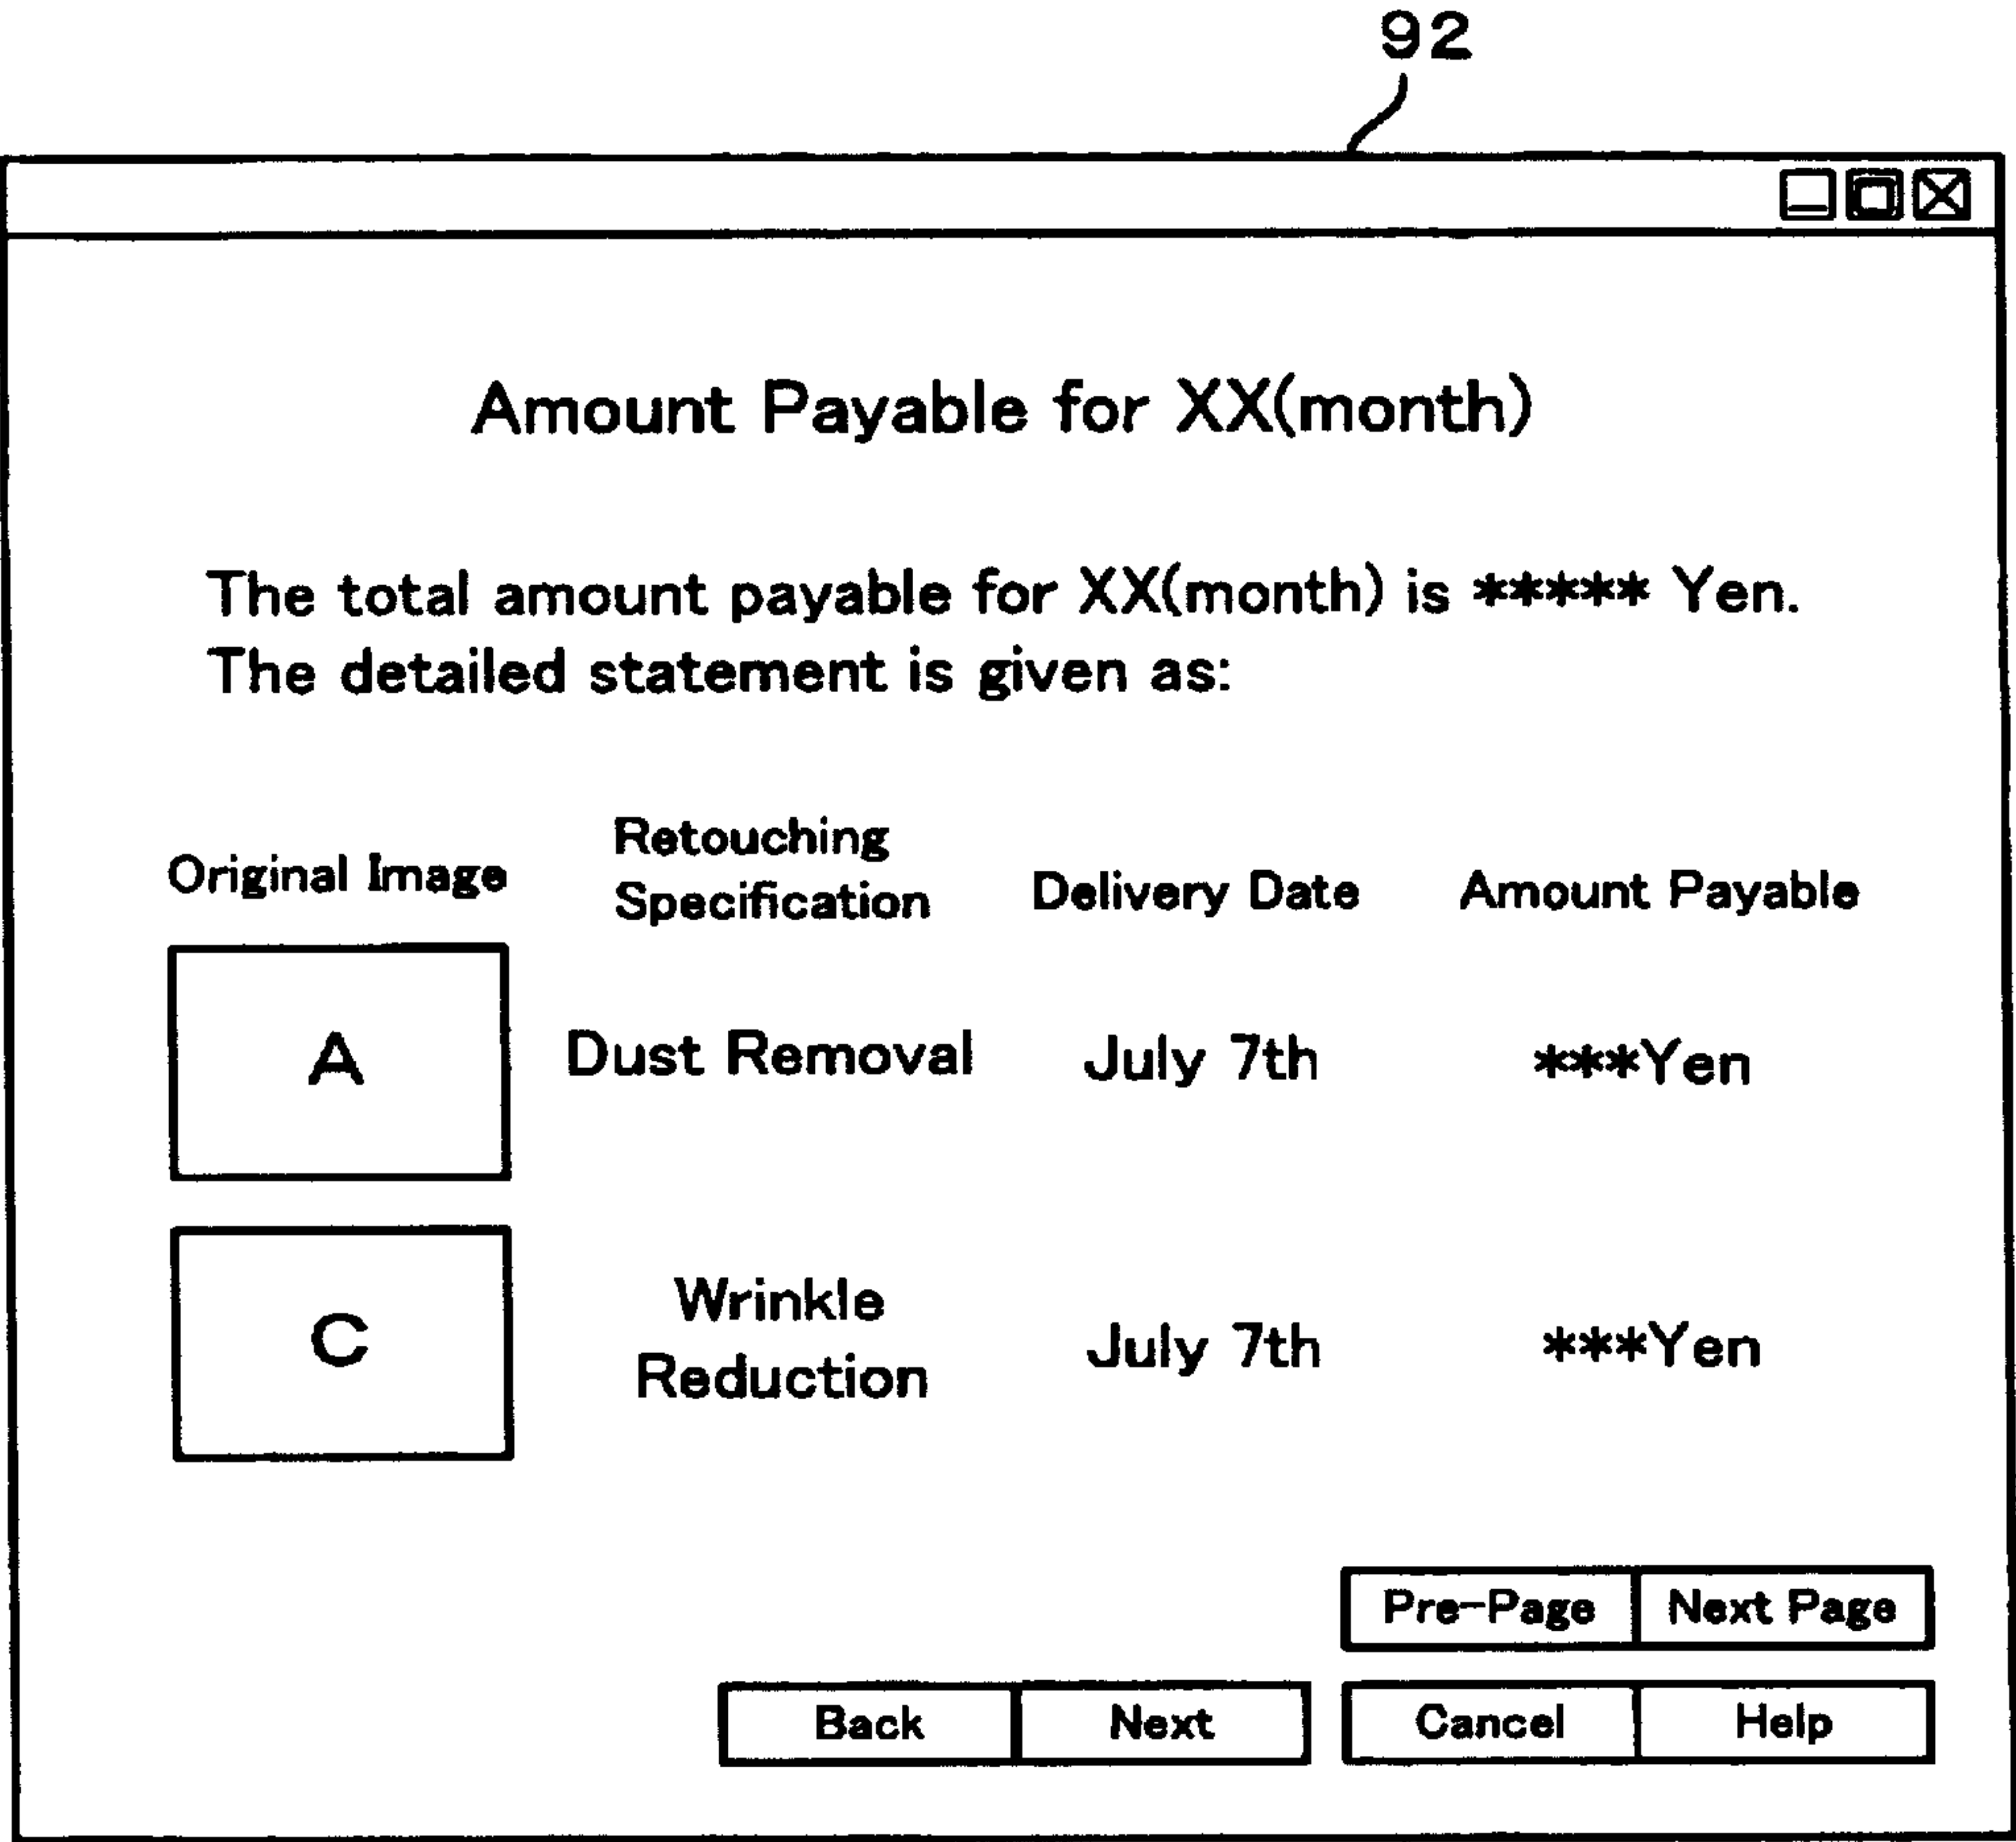 92
Amount Payable for XX(month)
The total amount payable for XX(month) is ***** Yen.
The detailed statement is given as:
Original Image Retouching Specification Delivery Date Amount Payable
A Dust Removal July 7th ***Yen
C Wrinkle Reduction July 7th ***Yen
Pre-Page Next Page
Back Next Cancel Help